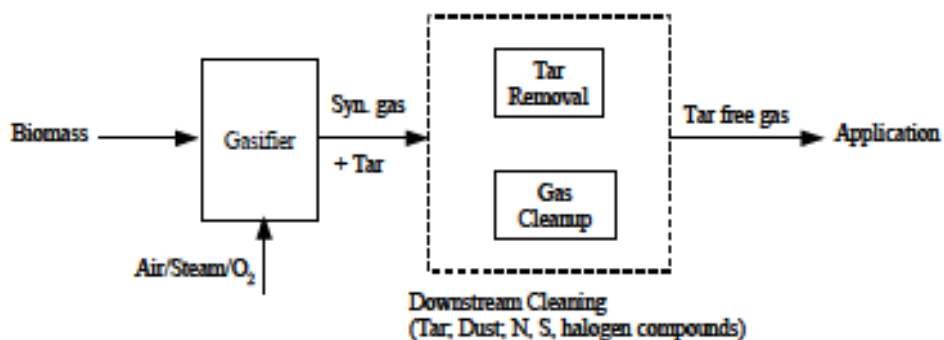 Biomass
Gasifier
Air/Steam/O₂
Syn. gas
+ Tar
Tar
Removal
Gas
Cleanup
Tar free gas
Application
Downstream Cleaning
(Tar; Dust; N, S, halogen compounds)